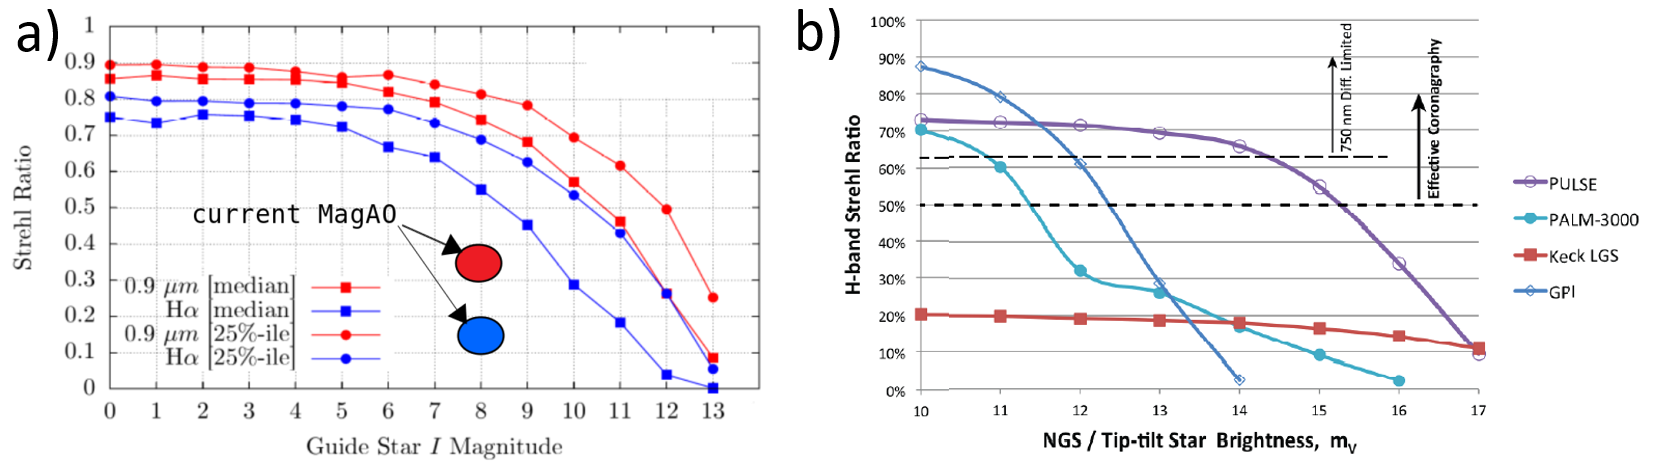 a)
1
0.9
0.8
0.7
0.6
0.5
0.4
0.3
0.2
0.1
0
Strehl Ratio
current MagAO
0.9 μm [median]
Hα [median]
0.9 μm [25%-ile]
Hα [25%-ile]
0 1 2 3 4 5 6 7 8 9 10 11 12 13
Guide Star I Magnitude
b)
100%
90%
80%
70%
60%
50%
40%
30%
20%
10%
0%
H-band Strehl Ratio
750 nm Diff. Limited
Effective Coronagraphy
10 11 12 13 14 15 16 17
NGS / Tip-tilt Star Brightness, mV
PULSE
PALM-3000
Keck LGS
GPI